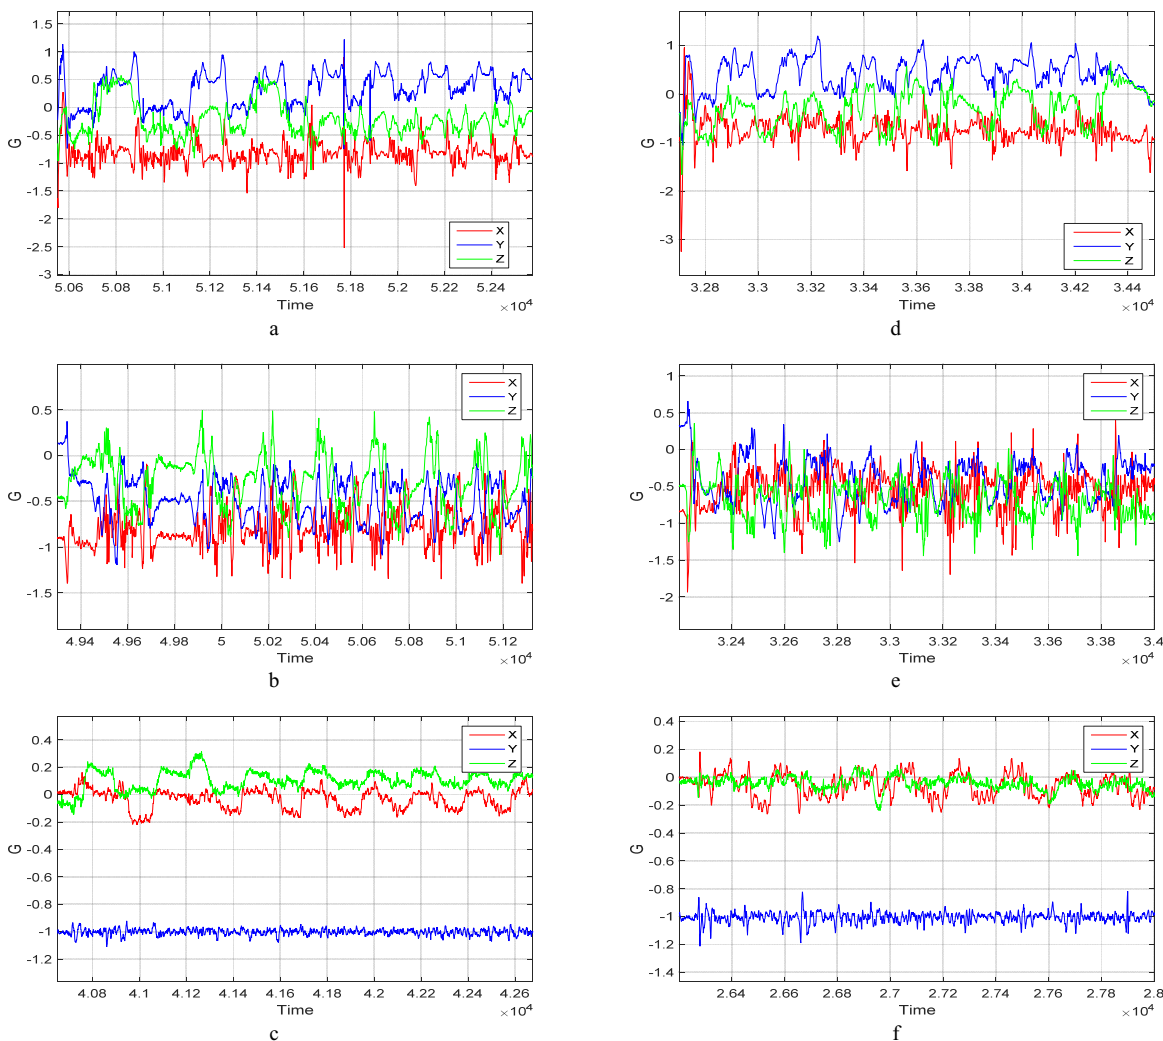 1.5
1
0.5
0
-0.5
-1
-1.5
-2
-2.5
-3
G
X
Y
Z
5.06 5.08 5.1 5.12 5.14 5.16 5.18 5.2 5.22 5.24
Time
×10⁴
a
1
0
-1
-2
-3
G
X
Y
Z
3.28 3.3 3.32 3.34 3.36 3.38 3.4 3.42 3.44
Time
×10⁴
d
0.5
0
-0.5
-1
-1.5
G
X
Y
Z
4.94 4.96 4.98 5 5.02 5.04 5.06 5.08 5.1 5.12
Time
×10⁴
b
1
0.5
0
-0.5
-1
-1.5
-2
G
X
Y
Z
3.24 3.26 3.28 3.3 3.32 3.34 3.36 3.38 3.4
Time
×10⁴
e
0.4
0.2
0
-0.2
-0.4
-0.6
-0.8
-1
-1.2
G
X
Y
Z
4.08 4.1 4.12 4.14 4.16 4.18 4.2 4.22 4.24 4.26
Time
×10⁴
c
0.4
0.2
0
-0.2
-0.4
-0.6
-0.8
-1
-1.2
-1.4
G
X
Y
Z
2.64 2.66 2.68 2.7 2.72 2.74 2.76 2.78 2.8
Time
×10⁴
f